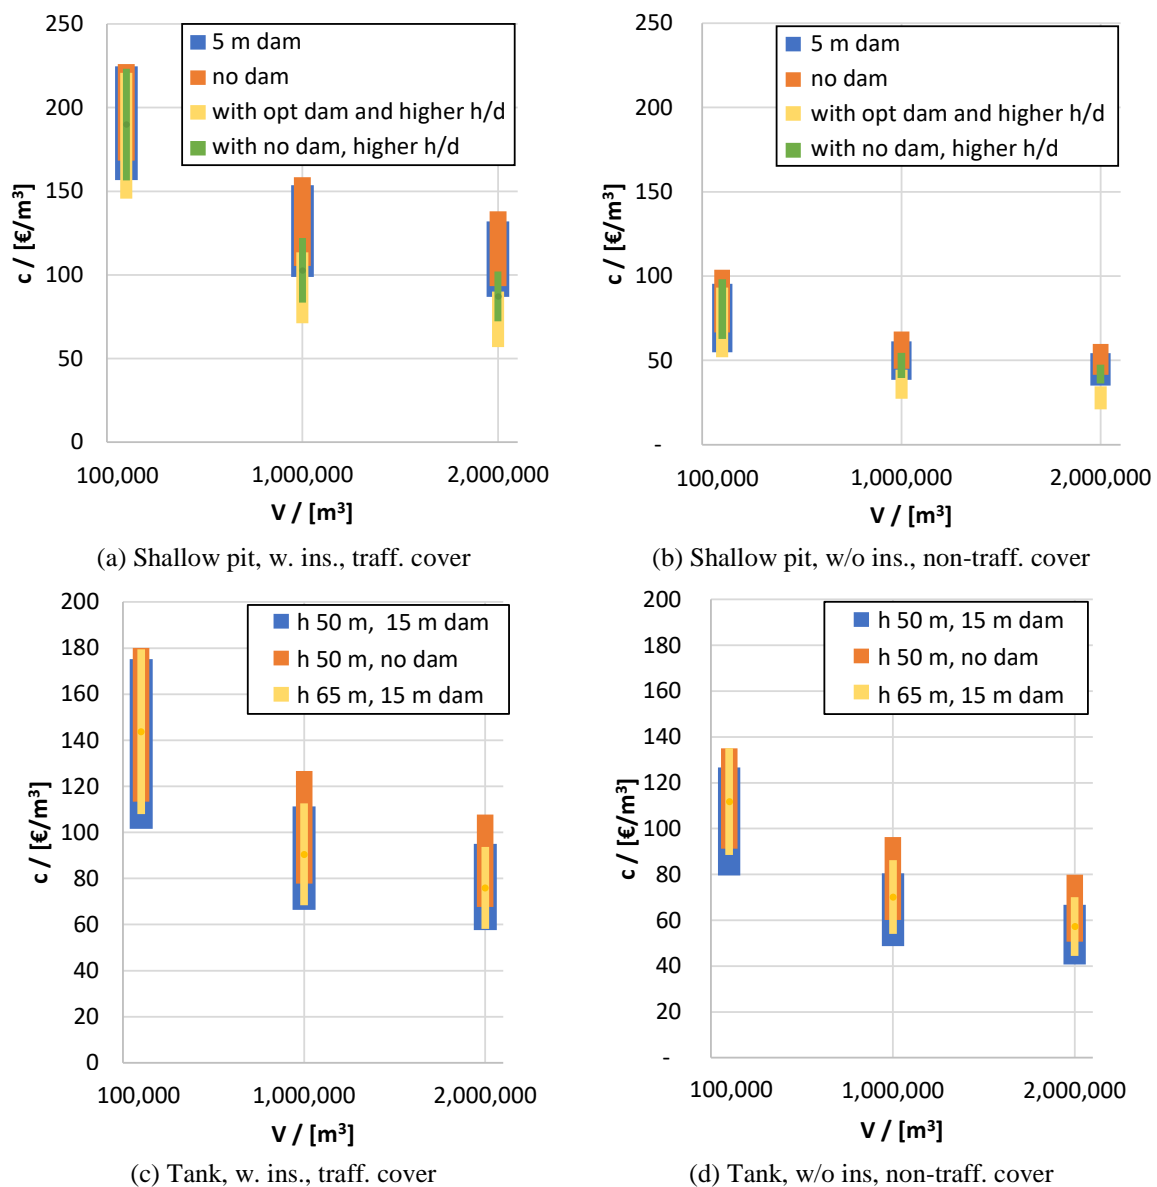 250
200
150
100
50
0
c / [€/m³]
5 m dam
no dam
with opt dam and higher h/d
with no dam, higher h/d
100,000
1,000,000
2,000,000
V / [m³]
(a) Shallow pit, w. ins., traff. cover
250
200
150
100
50
-
c / [€/m³]
5 m dam
no dam
with opt dam and higher h/d
with no dam, higher h/d
100,000
1,000,000
2,000,000
V / [m³]
(b) Shallow pit, w/o ins., non-traff. cover
200
180
160
140
120
100
80
60
40
20
0
c / [€/m³]
h 50 m, 15 m dam
h 50 m, no dam
h 65 m, 15 m dam
100,000
1,000,000
2,000,000
V / [m³]
(c) Tank, w. ins., traff. cover
200
180
160
140
120
100
80
60
40
20
-
c / [€/m³]
h 50 m, 15 m dam
h 50 m, no dam
h 65 m, 15 m dam
100,000
1,000,000
2,000,000
V / [m³]
(d) Tank, w/o ins, non-traff. cover